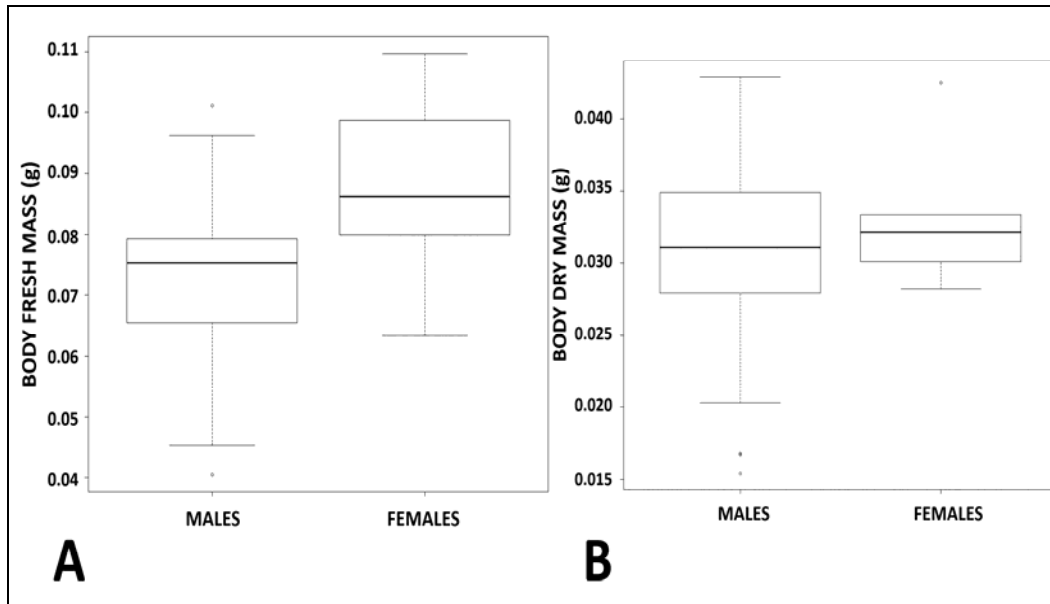 BODY FRESH MASS (g)
0.11
0.10
0.09
0.08
0.07
0.06
0.05
0.04
MALES
FEMALES
A
BODY DRY MASS (g)
0.040
0.035
0.030
0.025
0.020
0.015
MALES
FEMALES
B